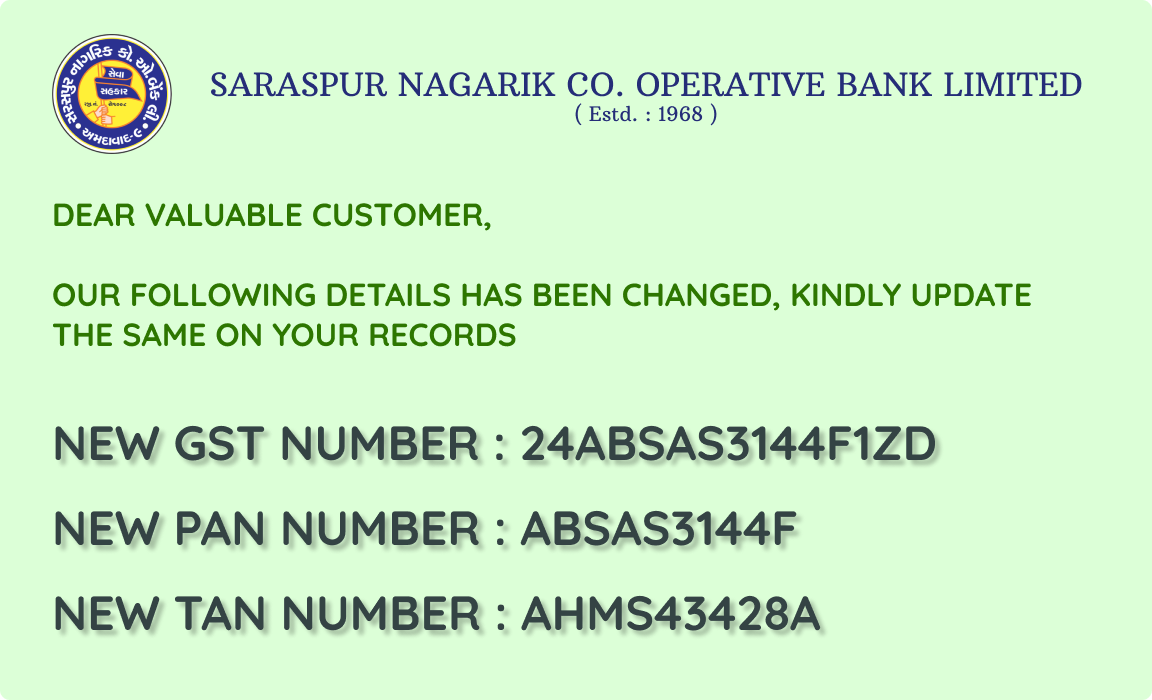 સરસપુર નાગરિક કો.ઓ.બેંક લી.
સેવા
સહકાર
અમદાવાદ-૯
SARASPUR NAGARIK CO. OPERATIVE BANK LIMITED
( Estd. : 1968 )
DEAR VALUABLE CUSTOMER,
OUR FOLLOWING DETAILS HAS BEEN CHANGED, KINDLY UPDATE
THE SAME ON YOUR RECORDS
NEW GST NUMBER : 24ABSAS3144F1ZD
NEW PAN NUMBER : ABSAS3144F
NEW TAN NUMBER : AHMS43428A